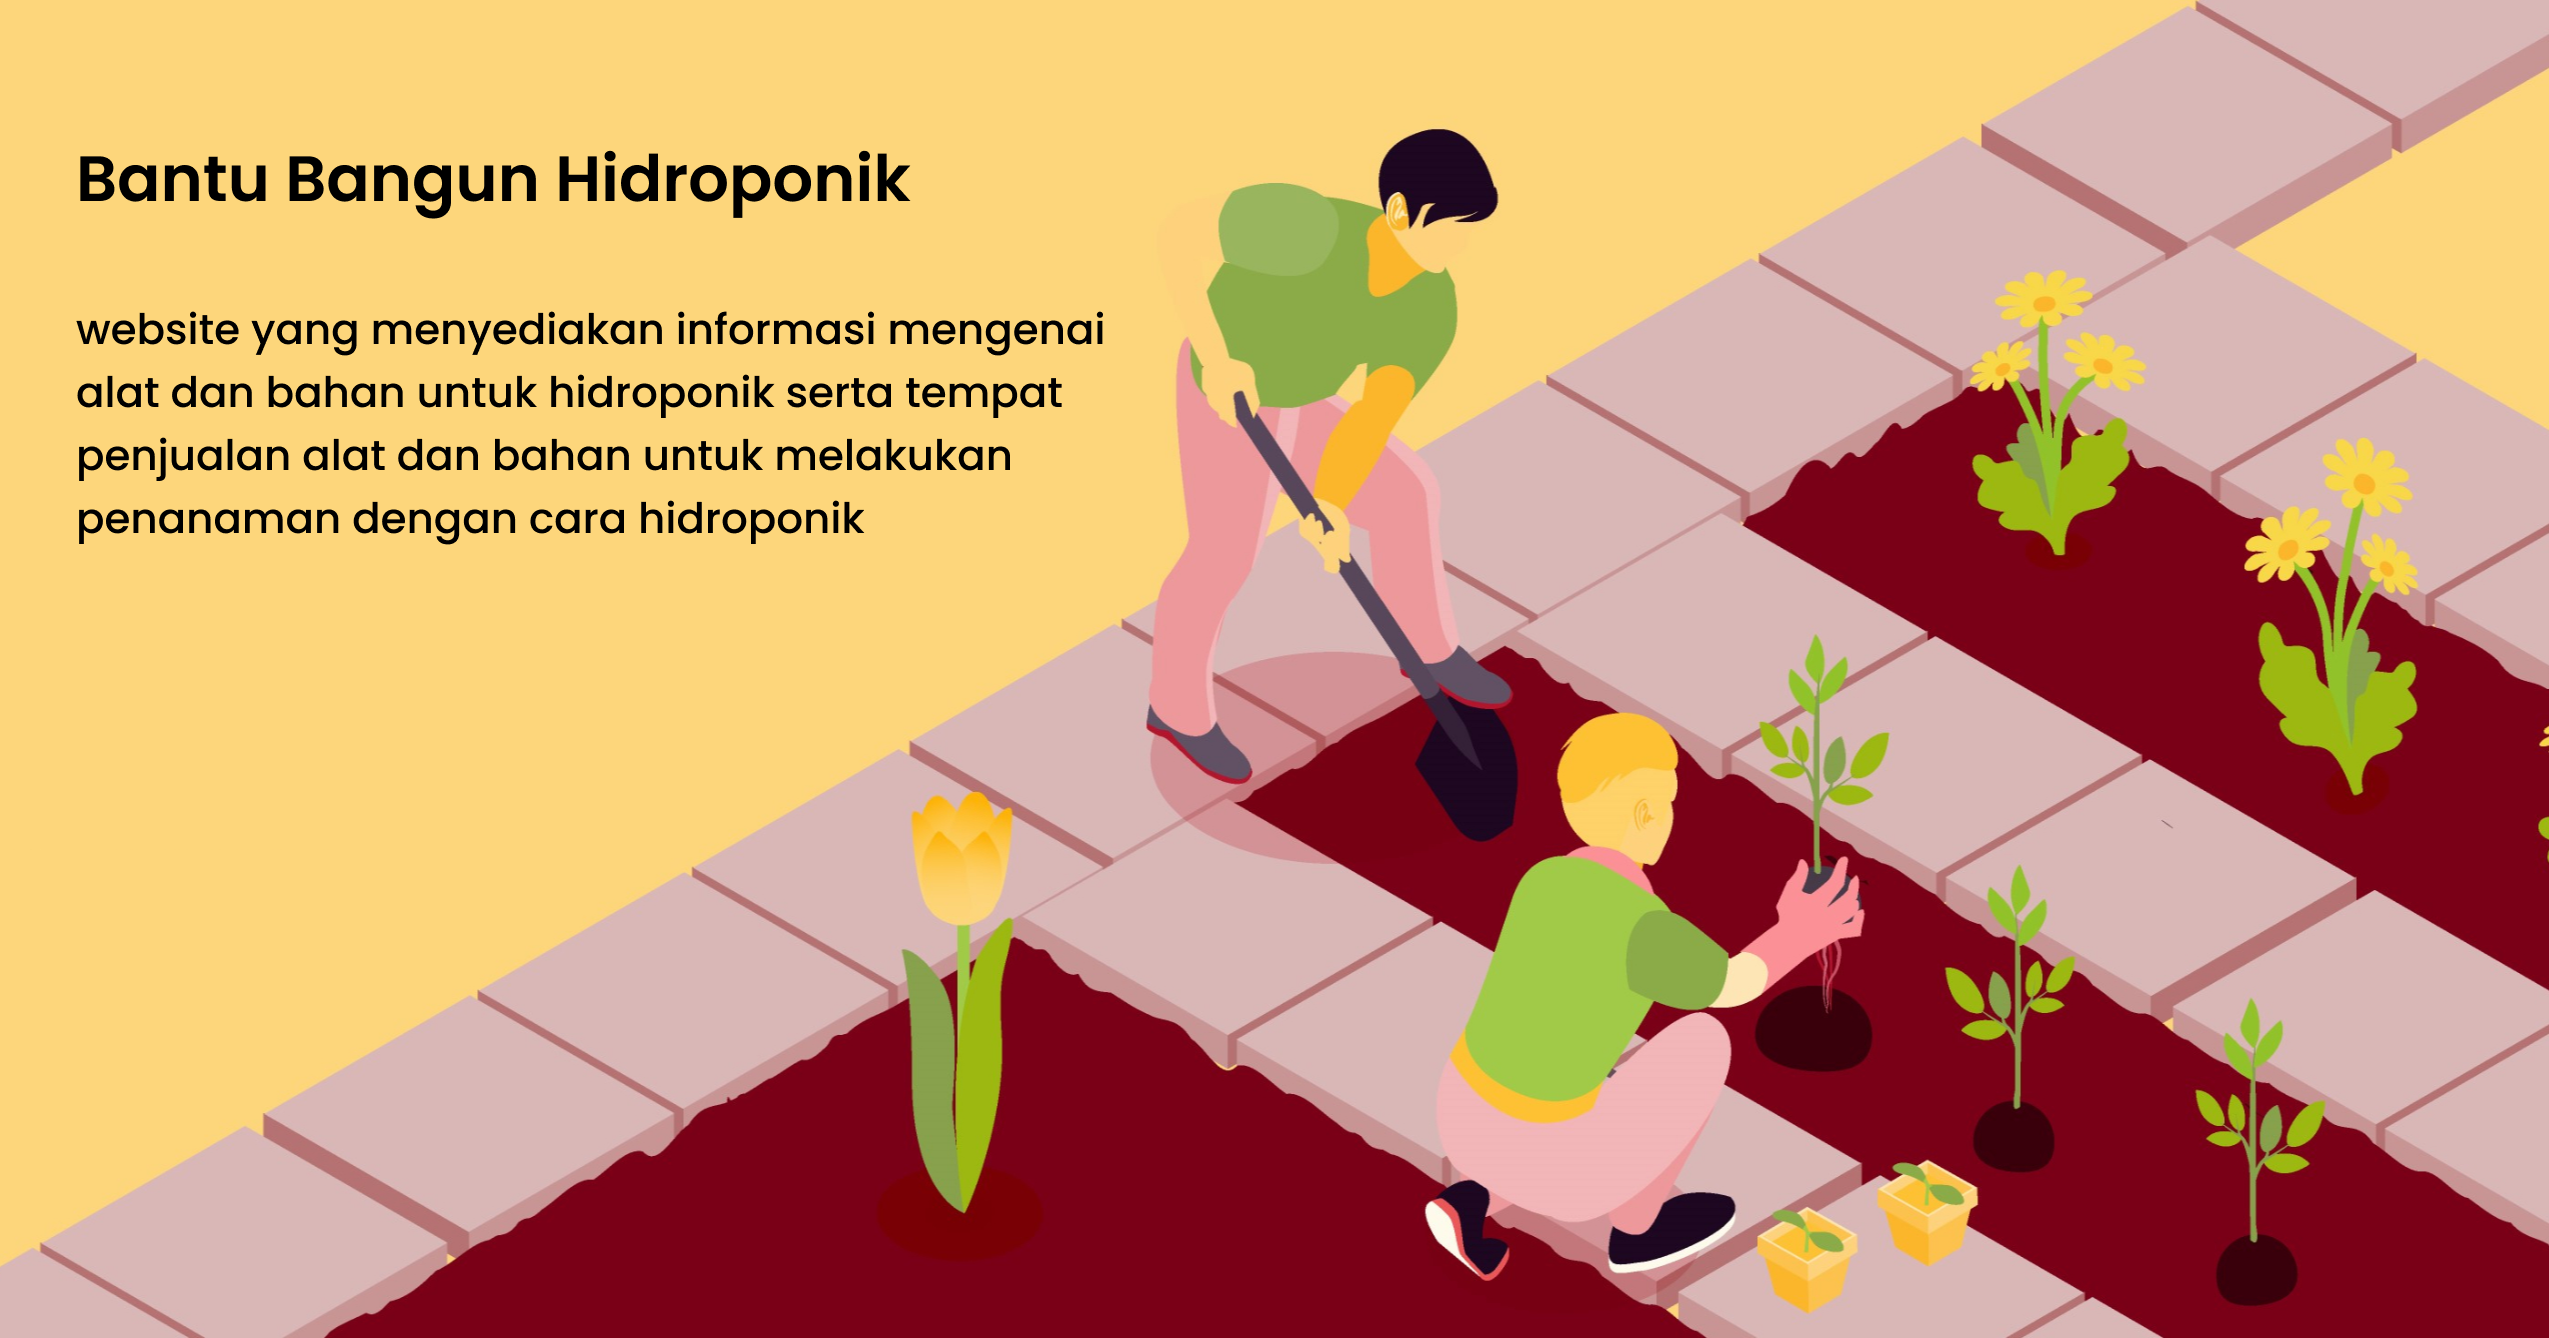 Bantu Bangun Hidroponik
website yang menyediakan informasi mengenai
alat dan bahan untuk hidroponik serta tempat
penjualan alat dan bahan untuk melakukan
penanaman dengan cara hidroponik